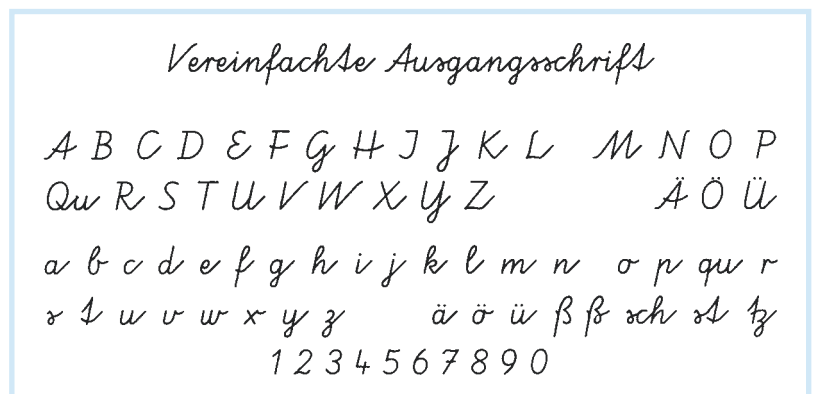 Vereinfachte Ausgangsschrift
A B C D E F G H I J K L M N O P
Qu R S T U V W X Y Z Ä Ö Ü
a b c d e f g h i j k l m n o p qu r
s t u v w x y z ä ö ü ß ß sch st tz
1 2 3 4 5 6 7 8 9 0